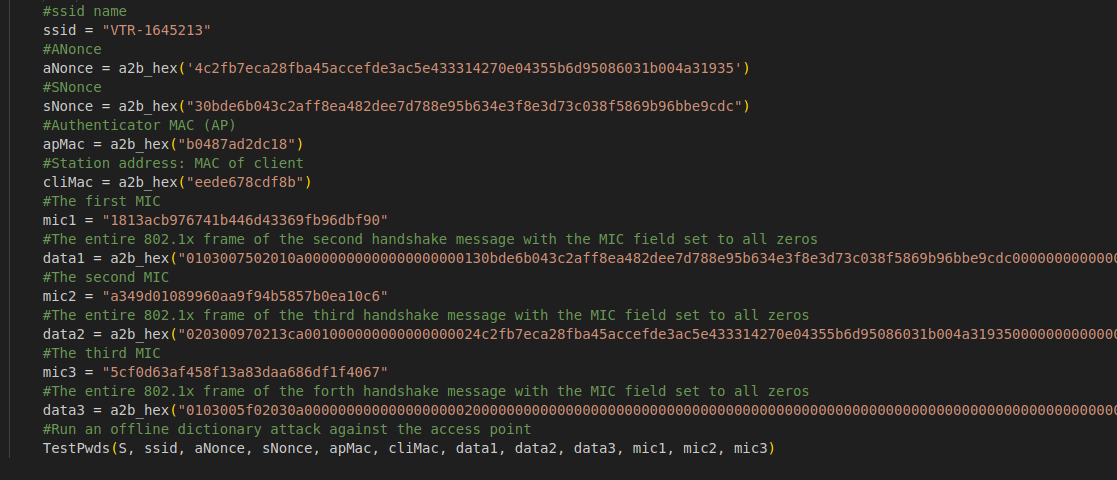 #ssid name
ssid = "VTR-1645213"
#ANonce
aNonce = a2b_hex('4c2fb7eca28fba45accefde3ac5e433314270e04355b6d95086031b004a31935')
#SNonce
sNonce = a2b_hex("30bde6b043c2aff8ea482dee7d788e95b634e3f8e3d73c038f5869b96bbe9cdc")
#Authenticator MAC (AP)
apMac = a2b_hex("b0487ad2dc18")
#Station address: MAC of client
cliMac = a2b_hex("eede678cdf8b")
#The first MIC
mic1 = "1813acb976741b446d43369fb96dbf90"
#The entire 802.1x frame of the second handshake message with the MIC field set to all zeros
data1 = a2b_hex("0103007502010a0000000000000000000130bde6b043c2aff8ea482dee7d788e95b634e3f8e3d73c038f5869b96bbe9cdc000000000000
#The second MIC
mic2 = "a349d01089960aa9f94b5857b0ea10c6"
#The entire 802.1x frame of the third handshake message with the MIC field set to all zeros
data2 = a2b_hex("020300970213ca001000000000000000024c2fb7eca28fba45accefde3ac5e433314270e04355b6d95086031b004a31935000000000000
#The third MIC
mic3 = "5cf0d63af458f13a83daa686df1f4067"
#The entire 802.1x frame of the forth handshake message with the MIC field set to all zeros
data3 = a2b_hex("0103005f02030a0000000000000000000200000000000000000000000000000000000000000000000000000000000000000000000000000
#Run an offline dictionary attack against the access point
TestPwds(S, ssid, aNonce, sNonce, apMac, cliMac, data1, data2, data3, mic1, mic2, mic3)